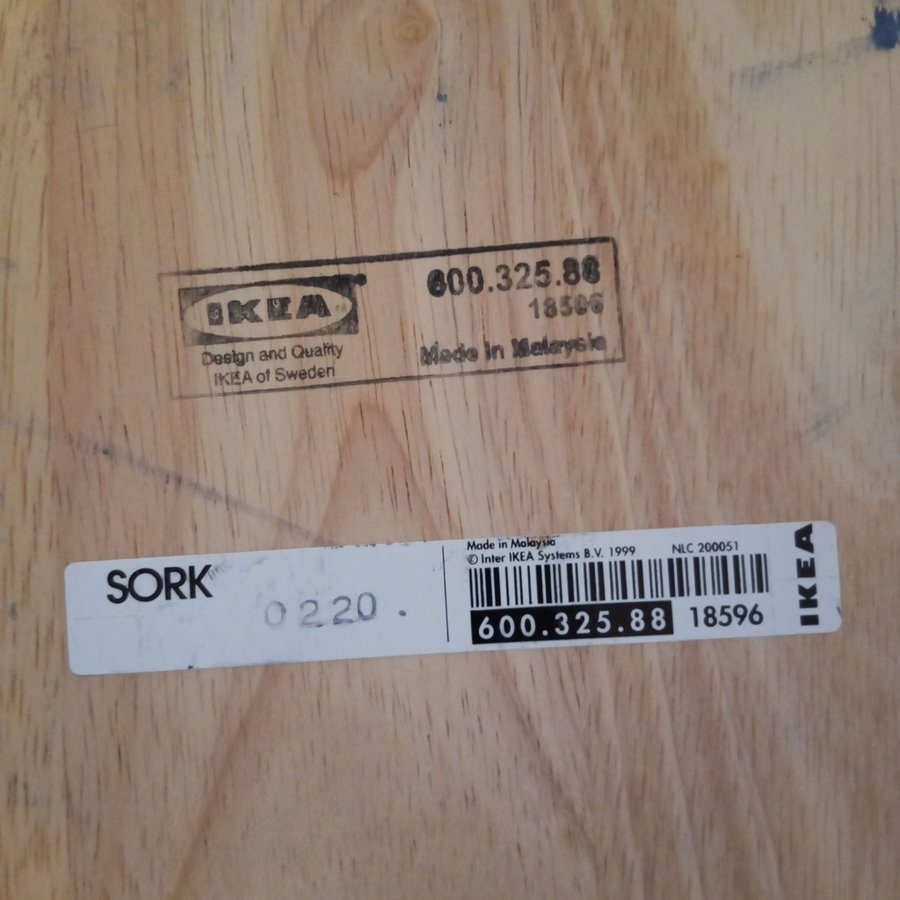 IKEA
Design and Quality
IKEA of Sweden
600.325.88
18596
Made in Malaysia
SORK
0220.
Made in Malaysia
© Inter IKEA Systems B.V. 1999 NLC 200051
600.325.88 18596
IKEA